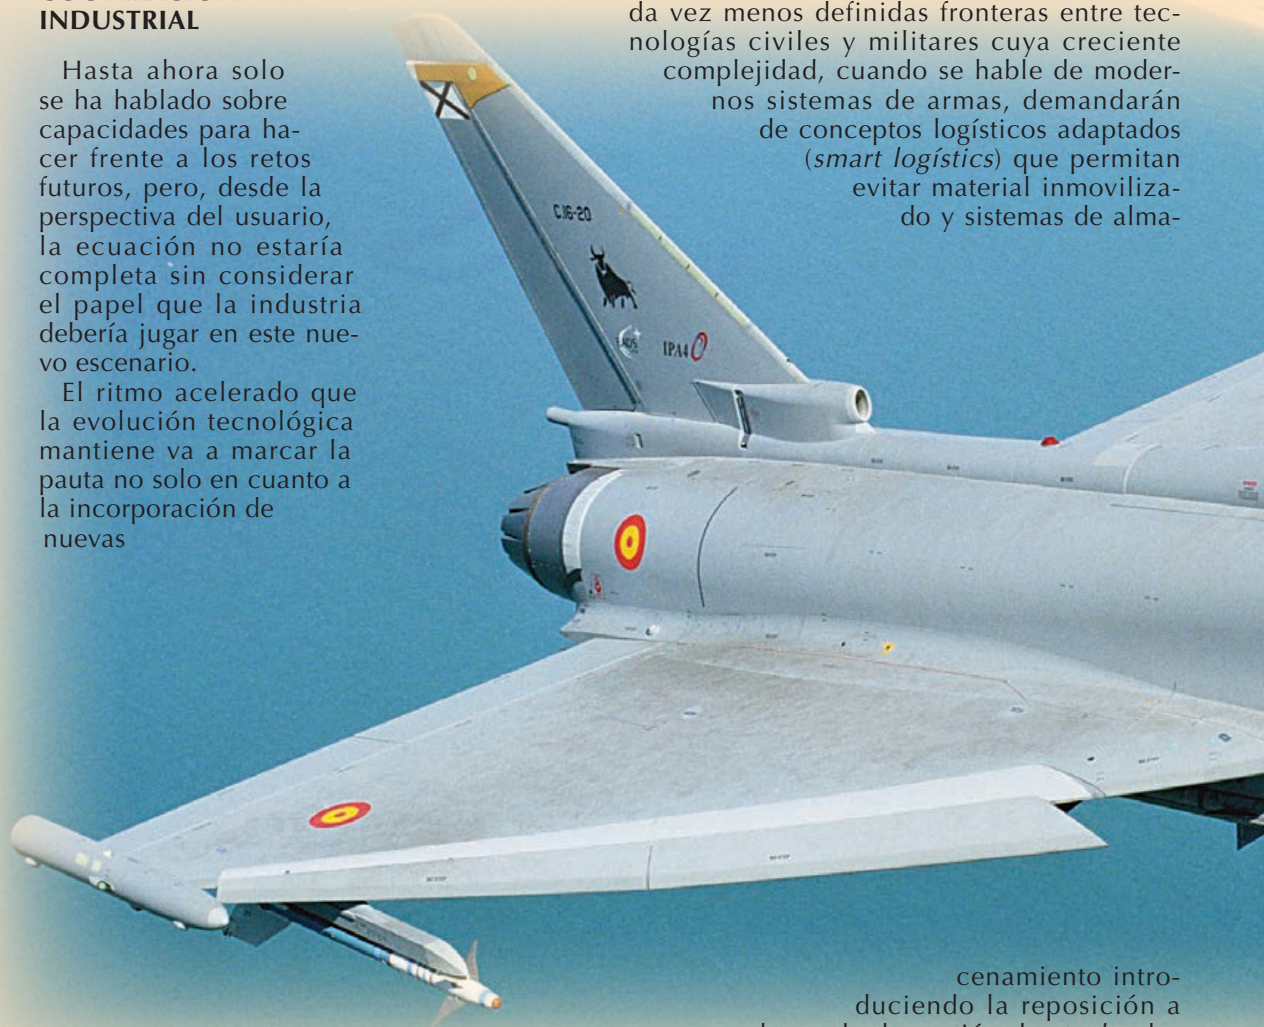 INDUSTRIAL
Hasta ahora solo
se ha hablado sobre
capacidades para ha-
cer frente a los retos
futuros, pero, desde la
perspectiva del usuario,
la ecuación no estaría
completa sin considerar
el papel que la industria
debería jugar en este nue-
vo escenario.
El ritmo acelerado que
la evolución tecnológica
mantiene va a marcar la
pauta no solo en cuanto a
la incorporación de
nuevas
da vez menos definidas fronteras entre tec-
nologías civiles y militares cuya creciente
complejidad, cuando se hable de moder-
nos sistemas de armas, demandarán
de conceptos logísticos adaptados
(smart logístics) que permitan
evitar material inmoviliza-
do y sistemas de alma-
C.16-20
EADS
IPA4
cenamiento intro-
duciendo la reposición a